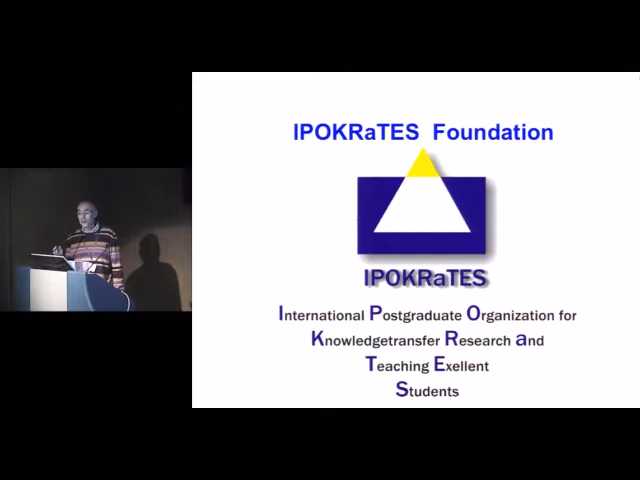 IPOKRaTES Foundation
IPOKRaTES
International Postgraduate Organization for
Knowledgetransfer Research and
Teaching Exellent
Students